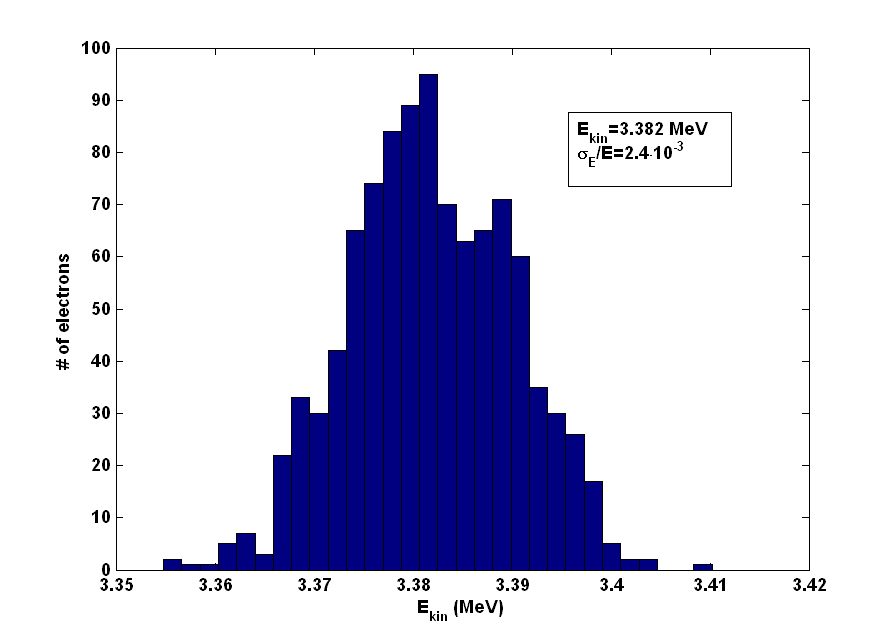 100
90
80
70
60
50
40
30
20
10
0
# of electrons
E_kin=3.382 MeV
σ_E/E=2.4·10^-3
3.35 3.36 3.37 3.38 3.39 3.4 3.41 3.42
E_kin (MeV)